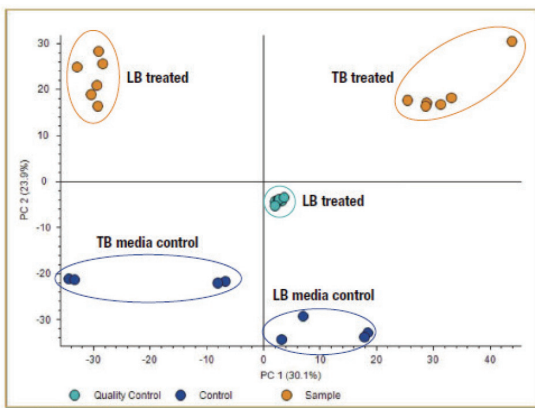 30
20
10
0
-10
-20
-30
PC 2 (23.9%)
LB treated
TB treated
LB treated
TB media control
LB media control
-30
-20
-10
0
10
20
30
40
PC 1 (30.1%)
Quality Control
Control
Sample